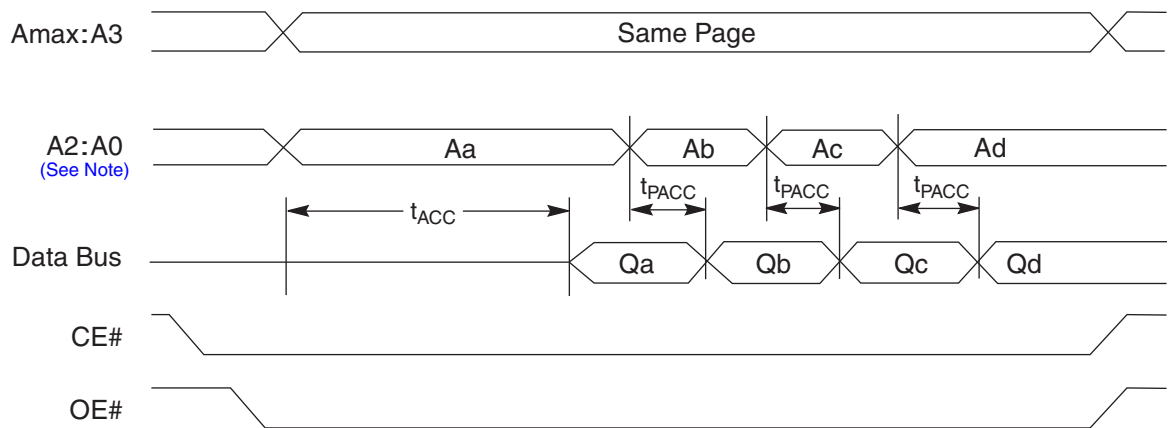 Amax:A3 Same Page
A2:A0 Aa Ab Ac Ad
(See Note)
tACC tPACC tPACC tPACC
Data Bus Qa Qb Qc Qd
CE#
OE#